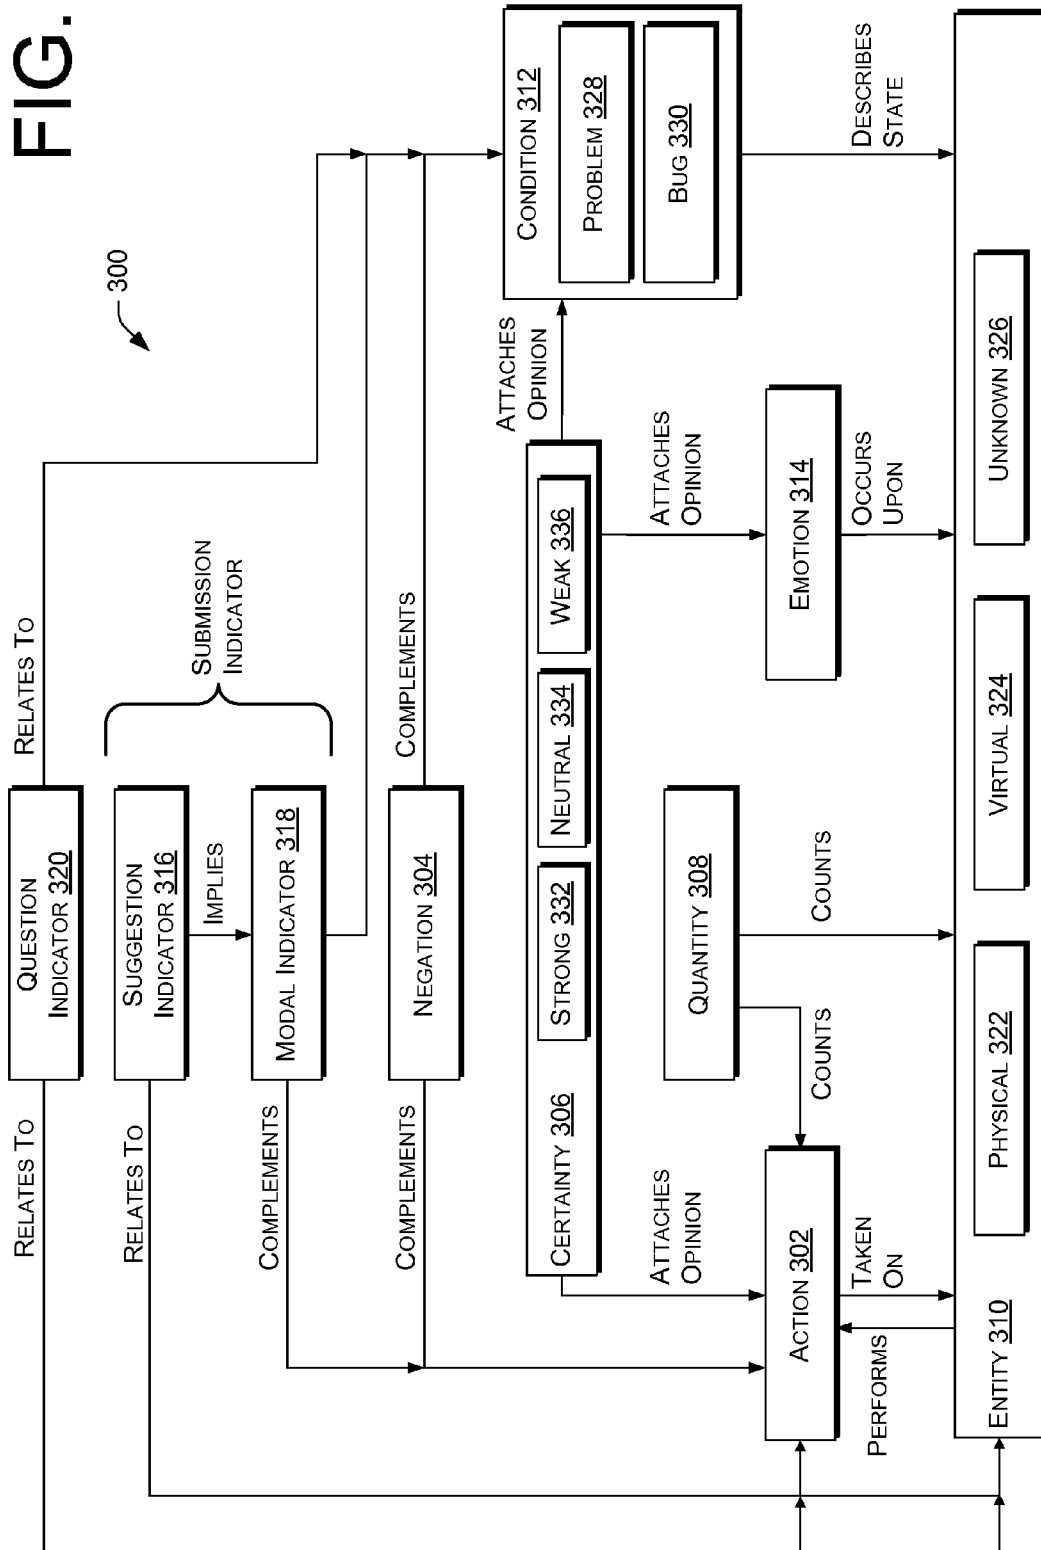 FIG.
300
RELATES TO
QUESTION
INDICATOR 320
RELATES TO
RELATES TO
SUGGESTION
INDICATOR 316
SUBMISSION
INDICATOR
IMPLIES
COMPLEMENTS
MODAL INDICATOR 318
COMPLEMENTS
NEGATION 304
COMPLEMENTS
CERTAINTY 306
STRONG 332
NEUTRAL 334
WEAK 336
ATTACHES
OPINION
CONDITION 312
PROBLEM 328
BUG 330
ATTACHES
OPINION
QUANTITY 308
ATTACHES
OPINION
COUNTS
COUNTS
ACTION 302
EMOTION 314
PERFORMS
TAKEN
ON
OCCURS
UPON
DESCRIBES
STATE
ENTITY 310
PHYSICAL 322
VIRTUAL 324
UNKNOWN 326